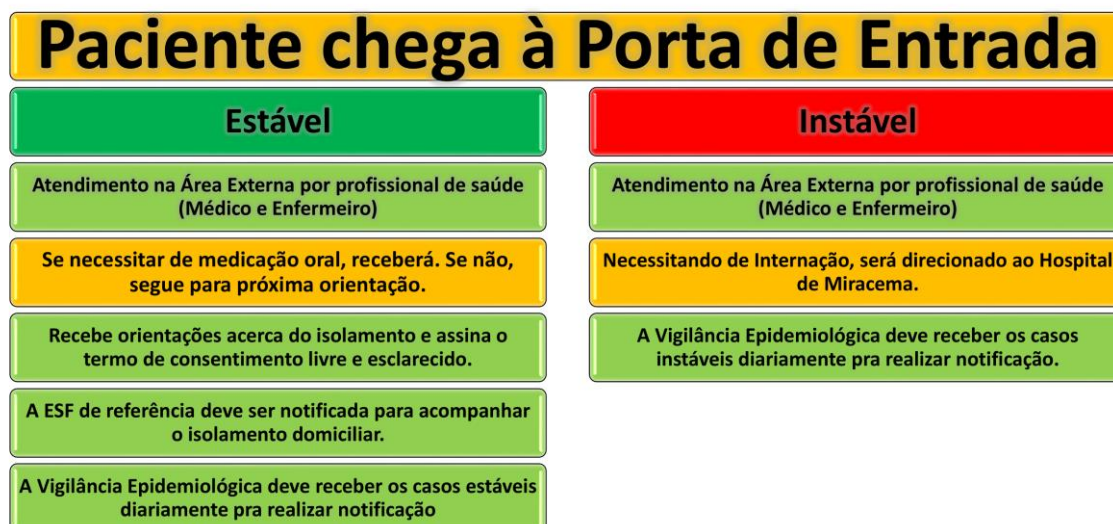 Paciente chega à Porta de Entrada
Estável
Atendimento na Área Externa por profissional de saúde
(Médico e Enfermeiro)
Se necessitar de medicação oral, receberá. Se não,
segue para próxima orientação.
Recebe orientações acerca do isolamento e assina o
termo de consentimento livre e esclarecido.
A ESF de referência deve ser notificada para acompanhar
o isolamento domiciliar.
A Vigilância Epidemiológica deve receber os casos estáveis
diariamente pra realizar notificação
Instável
Atendimento na Área Externa por profissional de saúde
(Médico e Enfermeiro)
Necessitando de Internação, será direcionado ao Hospital
de Miracema.
A Vigilância Epidemiológica deve receber os casos
instáveis diariamente pra realizar notificação.